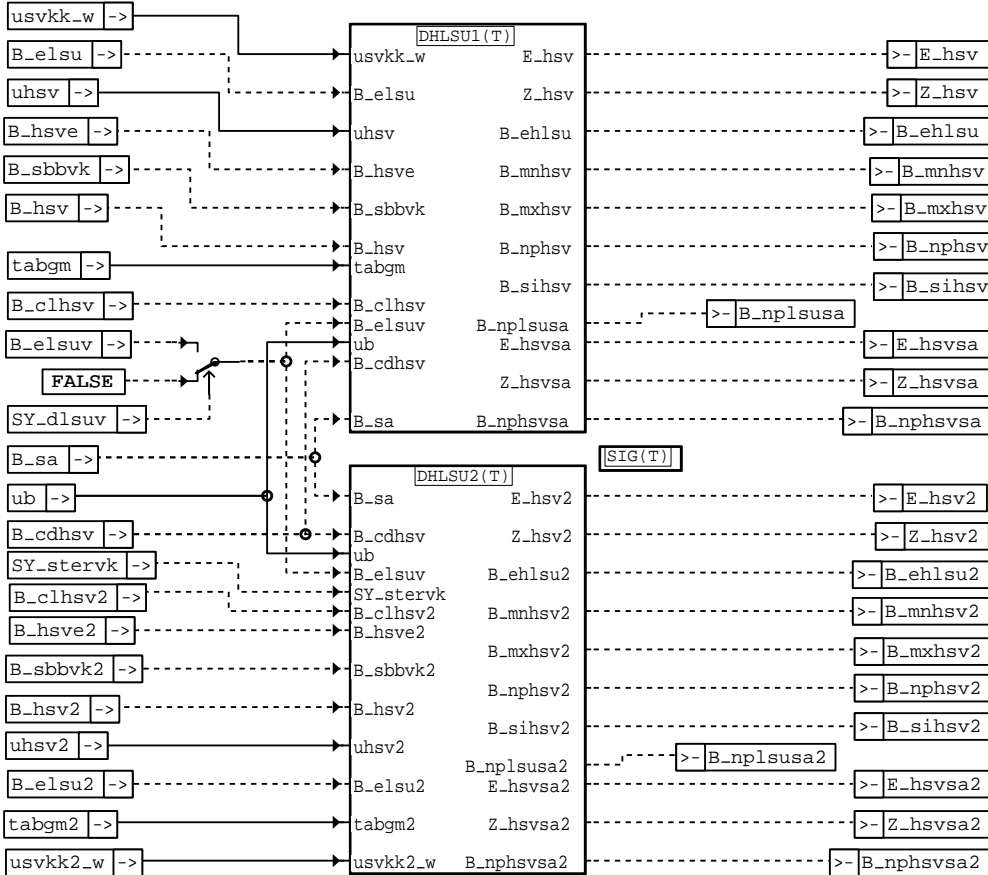 usvkk_w ->
B_elsu ->
uhsv ->
B_hsve ->
B_sbbvk ->
B_hsv ->
tabgm ->
B_clhsv ->
B_elsuv ->
FALSE
SY_dlsuv ->
B_sa ->
ub ->
B_cdhsv ->
SY_stervk ->
B_clhsv2 ->
B_hsve2 ->
B_sbbvk2 ->
B_hsv2 ->
uhsv2 ->
B_elsu2 ->
tabgm2 ->
usvkk2_w ->
DHLSU1(T)
usvkk_w E_hsv
B_elsu Z_hsv
uhsv B_ehlsu
B_hsve B_mnhsv
B_sbbvk B_mxhsv
B_hsv B_nphsv
tabgm
B_sihsv
B_clhsv
B_elsuv B_nplsusa
ub E_hsvsa
B_cdhsv
Z_hsvsa
B_sa B_nphsvsa
SIG(T)
DHLSU2(T)
B_sa E_hsv2
B_cdhsv Z_hsv2
ub
B_elsuv B_ehlsu2
SY_stervk
B_clhsv2 B_mnhsv2
B_hsve2
B_mxhsv2
B_sbbvk2
B_nphsv2
B_hsv2
B_sihsv2
uhsv2
B_nplsusa2
B_elsu2 E_hsvsa2
tabgm2 Z_hsvsa2
usvkk2_w B_nphsvsa2
>- E_hsv
>- Z_hsv
>- B_ehlsu
>- B_mnhsv
>- B_mxhsv
>- B_nphsv
>- B_sihsv
>- B_nplsusa
>- E_hsvsa
>- Z_hsvsa
>- B_nphsvsa
>- E_hsv2
>- Z_hsv2
>- B_ehlsu2
>- B_mnhsv2
>- B_mxhsv2
>- B_nphsv2
>- B_sihsv2
>- B_nplsusa2
>- E_hsvsa2
>- Z_hsvsa2
>- B_nphsvsa2